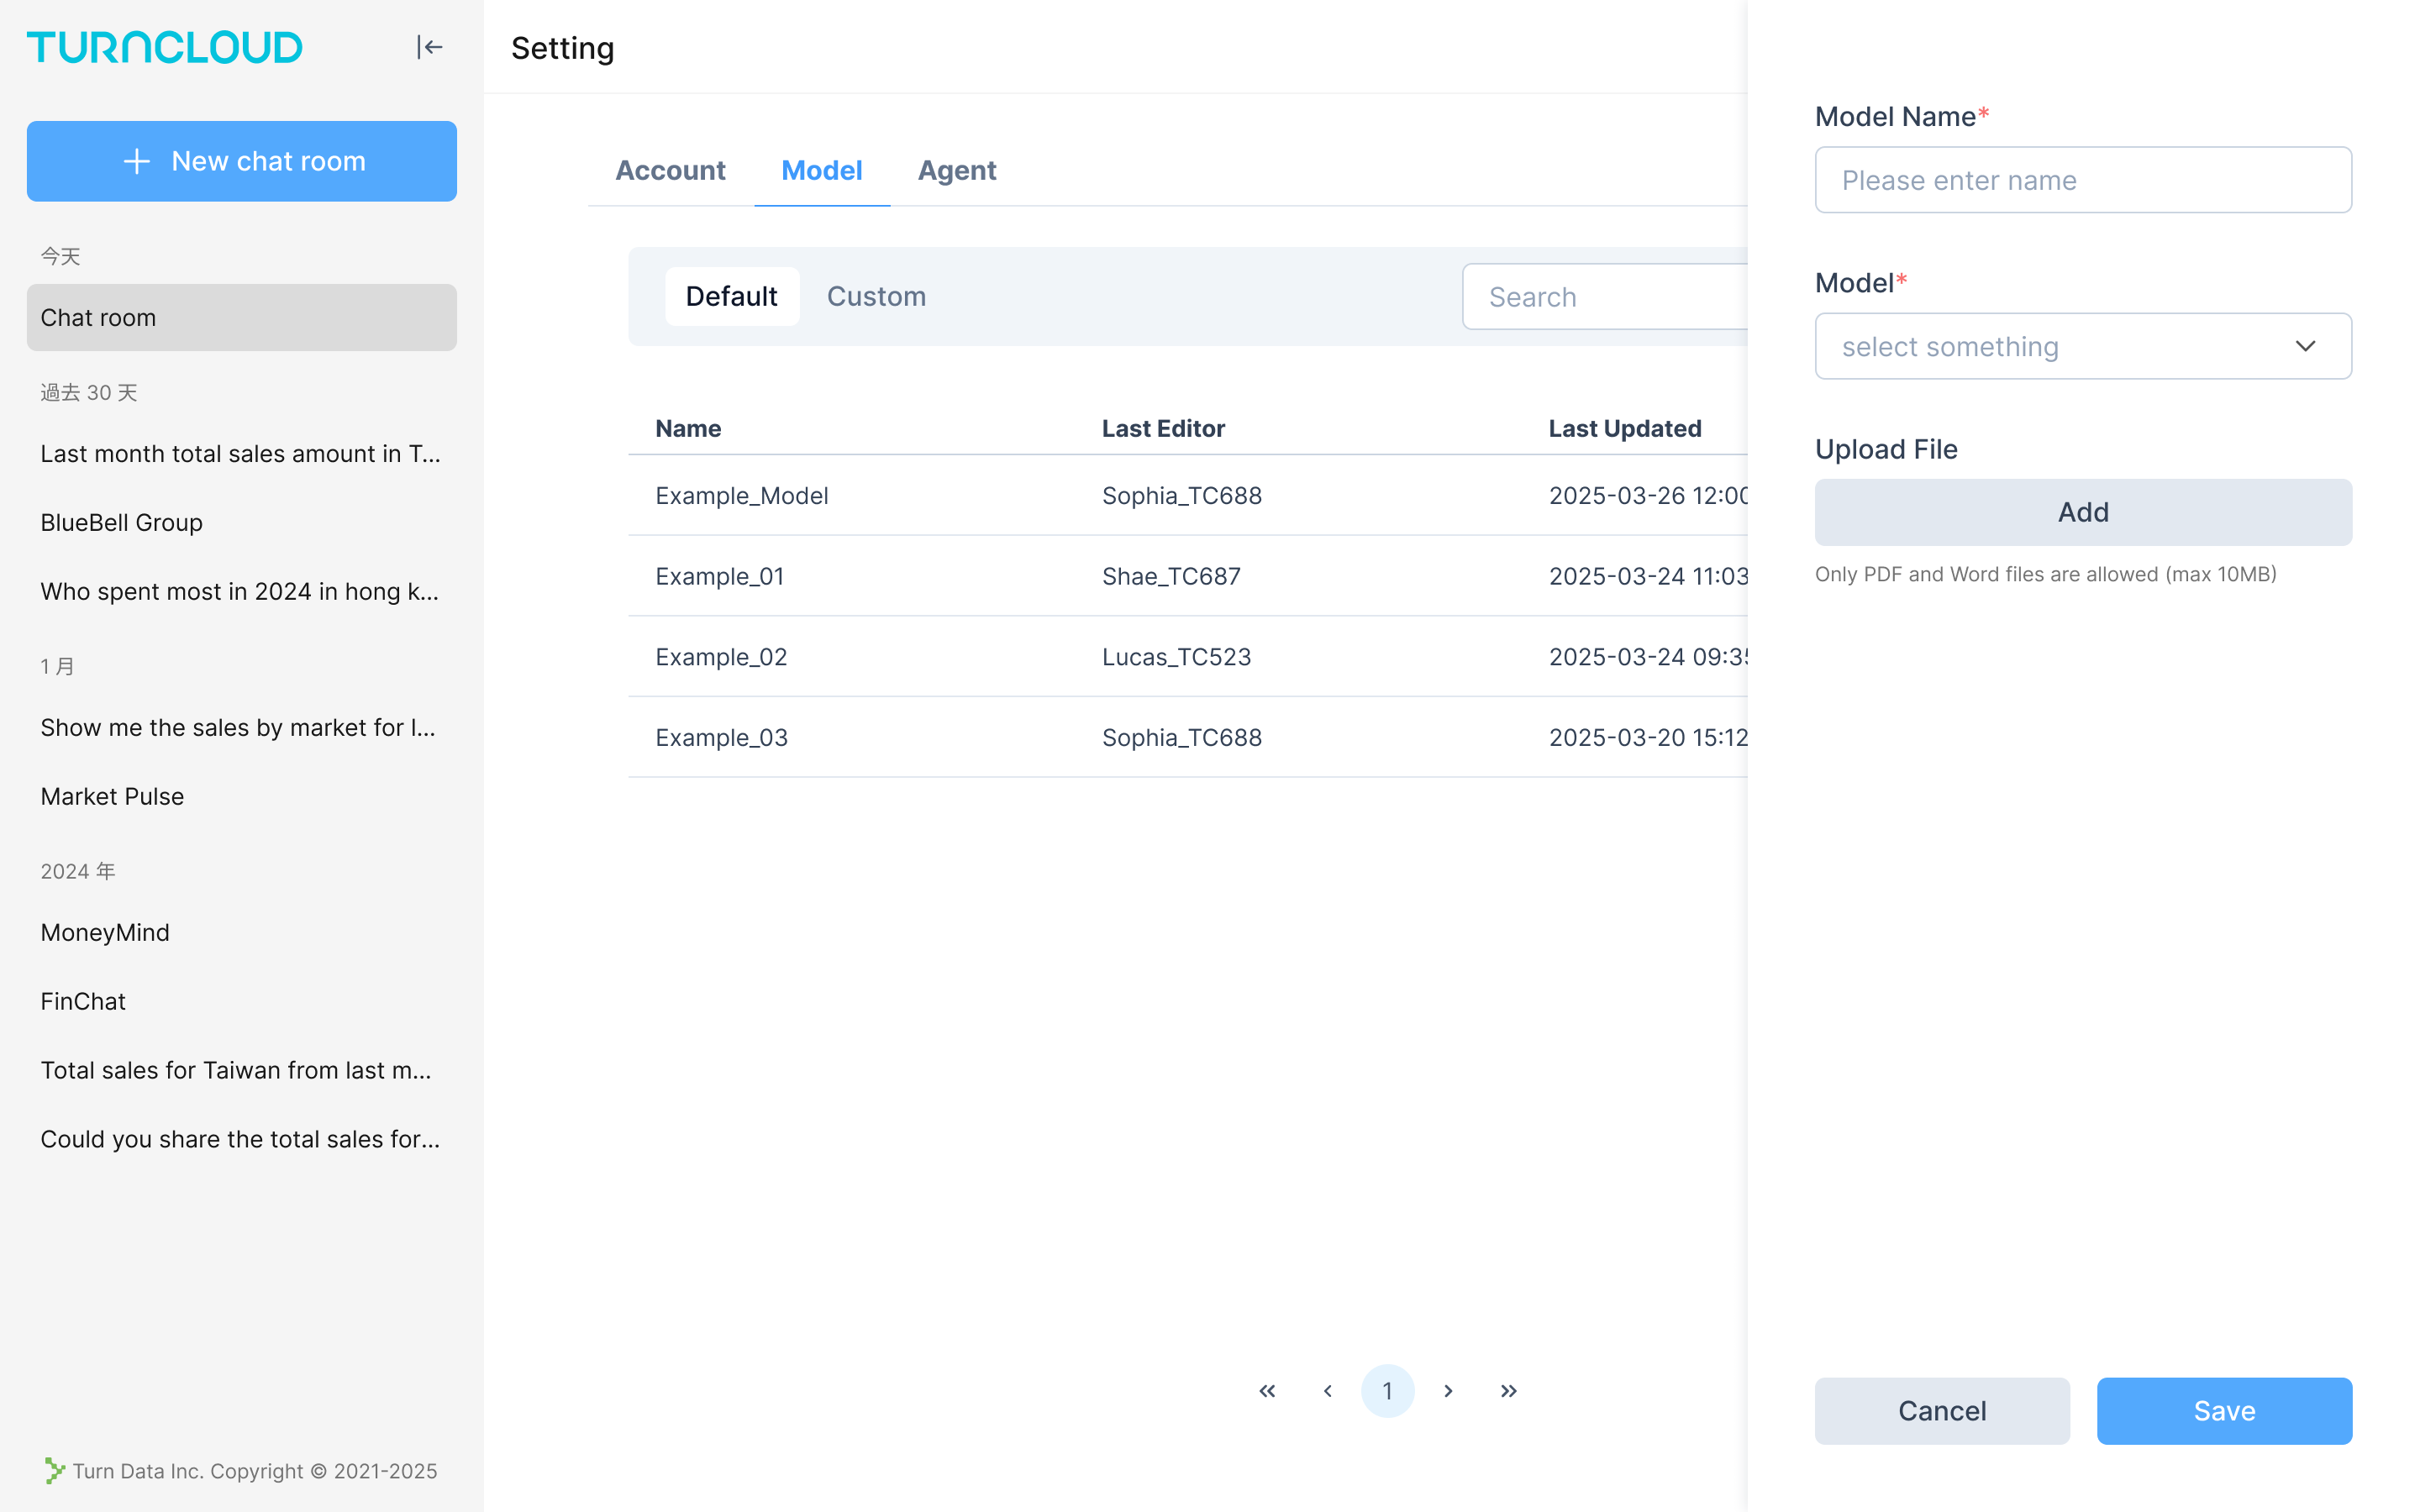 TURNCLOUD
New chat room
今天
Chat room
過去 30 天
Last month total sales amount in T...
BlueBell Group
Who spent most in 2024 in hong k...
1 月
Show me the sales by market for l...
Market Pulse
2024 年
MoneyMind
FinChat
Total sales for Taiwan from last m...
Could you share the total sales for...
Turn Data Inc. Copyright © 2021-2025
Setting
Account Model Agent
Default Custom Search
Name Last Editor Last Updated
Example_Model Sophia_TC688 2025-03-26 12:00
Example_01 Shae_TC687 2025-03-24 11:03
Example_02 Lucas_TC523 2025-03-24 09:35
Example_03 Sophia_TC688 2025-03-20 15:12
« ‹ 1 › »
Model Name*
Please enter name
Model*
select something
Upload File
Add
Only PDF and Word files are allowed (max 10MB)
Cancel Save